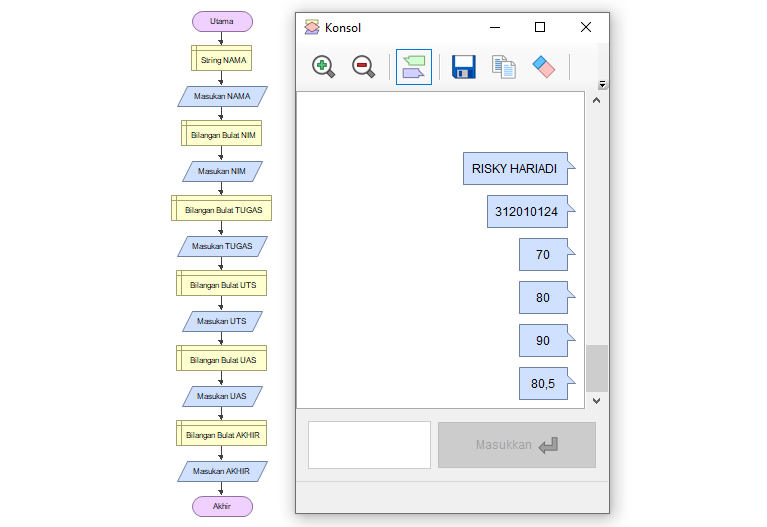 Utama
String NAMA
Masukan NAMA
Bilangan Bulat NIM
Masukan NIM
Bilangan Bulat TUGAS
Masukan TUGAS
Bilangan Bulat UTS
Masukan UTS
Bilangan Bulat UAS
Masukan UAS
Bilangan Bulat AKHIR
Masukan AKHIR
Akhir
Konsol
RISKY HARIADI
312010124
70
80
90
80,5
Masukkan